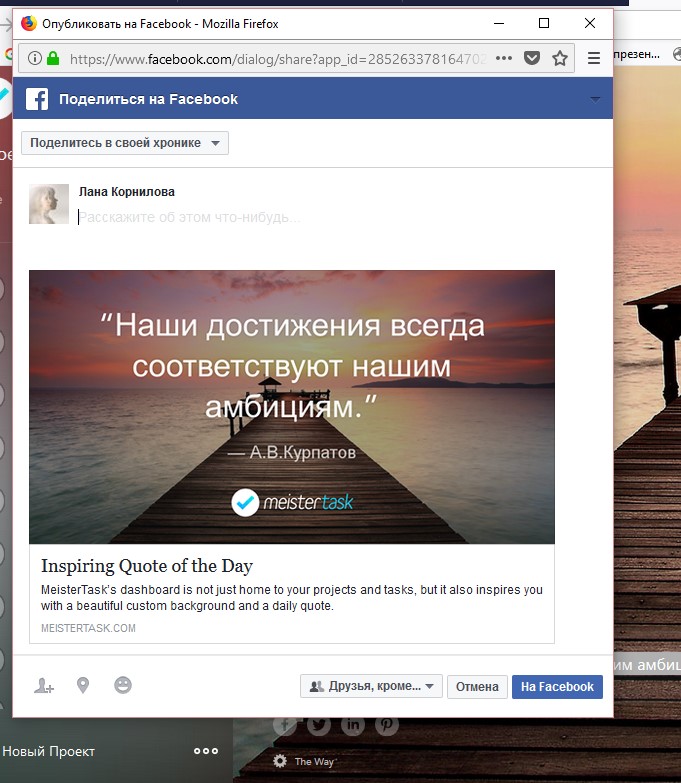 Опубликовать на Facebook - Mozilla Firefox
https://www.facebook.com/dialog/share?app_id=285263378164702
презен...
Поделиться на Facebook
Поделитесь в своей хронике
Лана Корнилова
Расскажите об этом что-нибудь...
“Наши достижения всегда
соответствуют нашим
амбициям.”
— А.В.Курпатов
meistertask
Inspiring Quote of the Day
MeisterTask's dashboard is not just home to your projects and tasks, but it also inspires you
with a beautiful custom background and a daily quote.
MEISTERTASK.COM
Друзья, кроме...
Отмена
На Facebook
им амбиц
Новый Проект
The Way